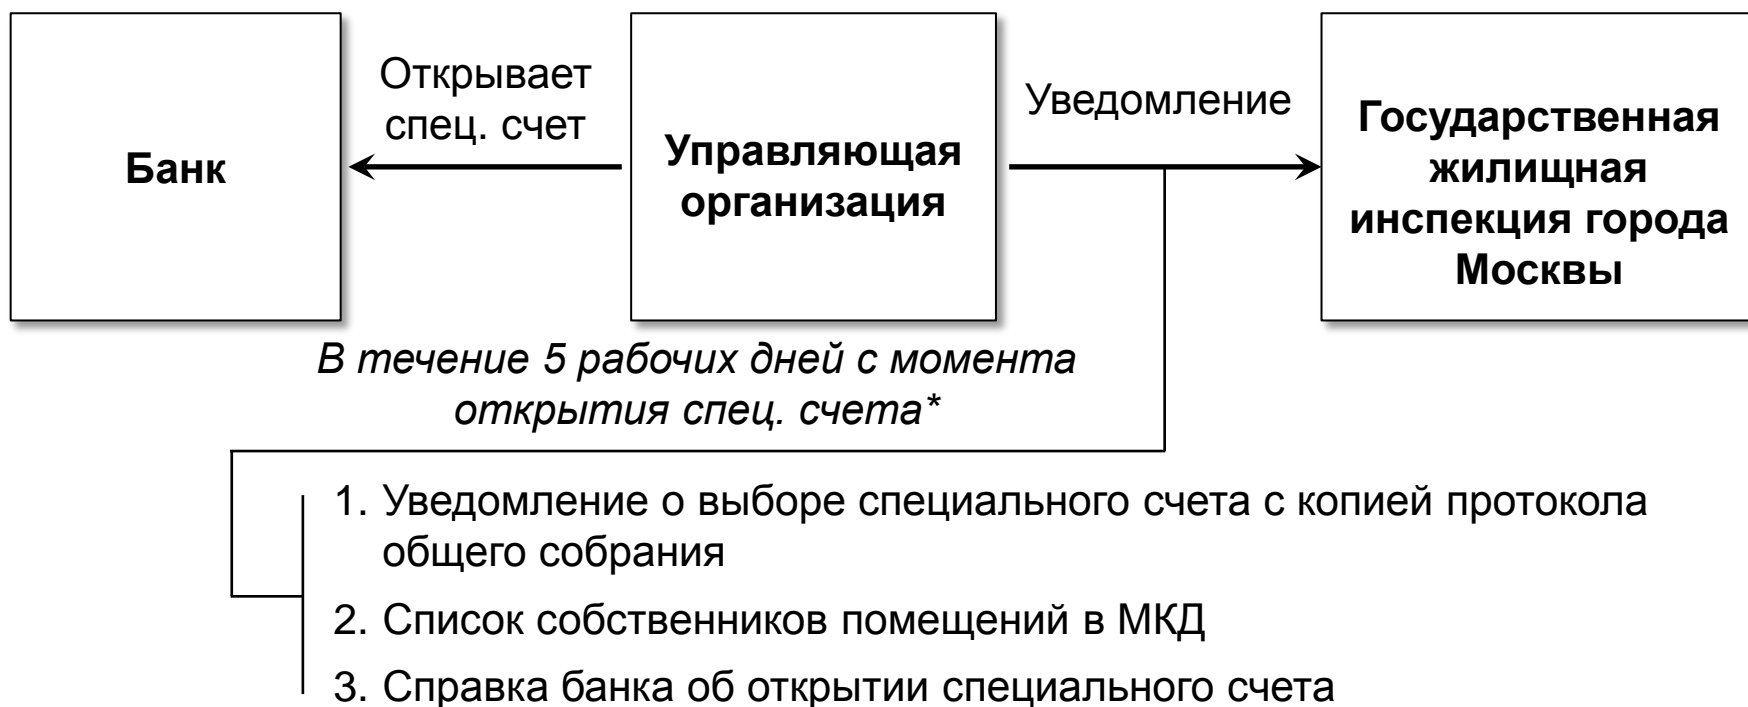 Банк
Открывает
спец. счет
Управляющая
организация
Уведомление
Государственная
жилищная
инспекция города
Москвы
В течение 5 рабочих дней с момента
открытия спец. счета*
1. Уведомление о выборе специального счета с копией протокола
общего собрания
2. Список собственников помещений в МКД
3. Справка банка об открытии специального счета